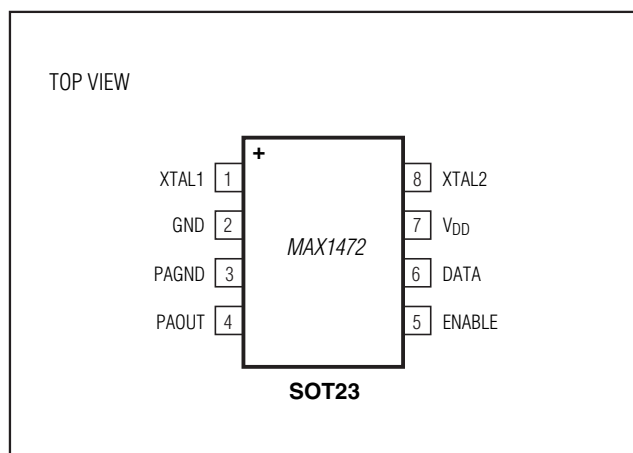 TOP VIEW
+
XTAL1 1 8 XTAL2
GND 2 7 VDD
MAX1472
PAGND 3 6 DATA
PAOUT 4 5 ENABLE
SOT23